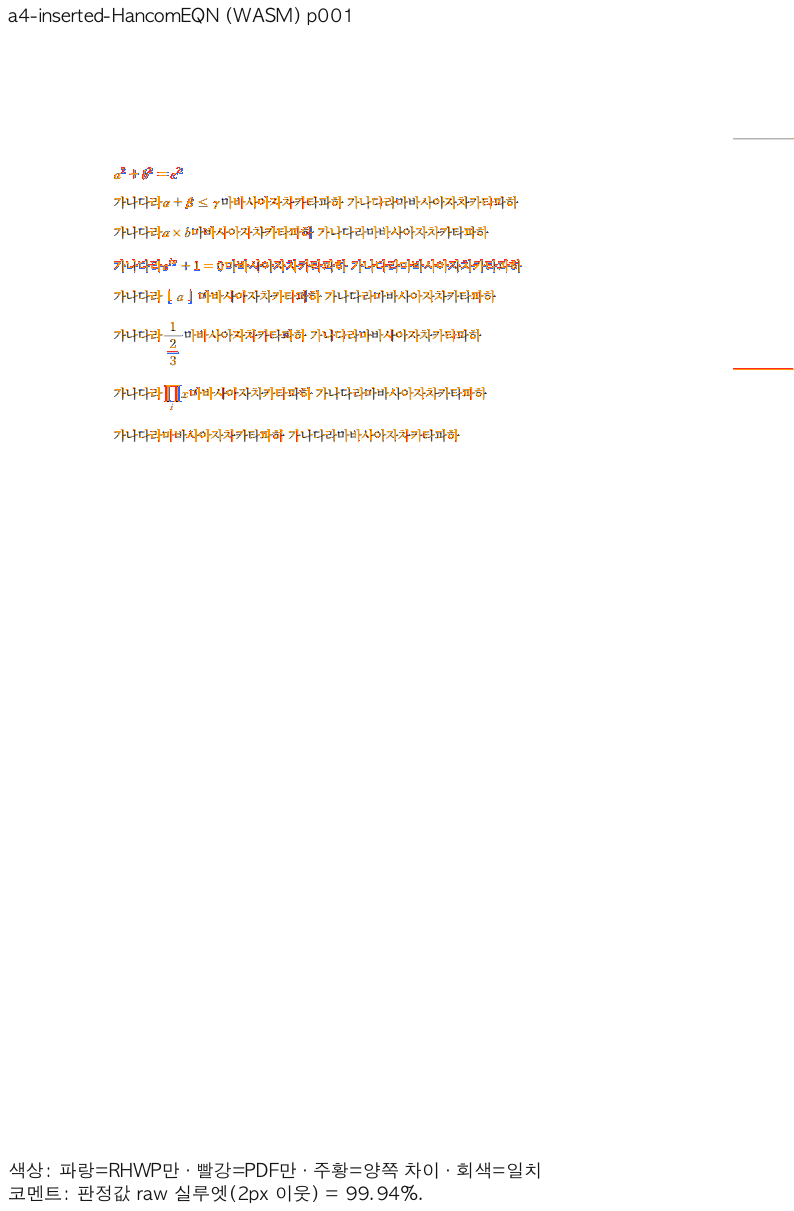 a4-inserted-HancomEQN (WASM) p001
a² + b² = c²
가나다라α + β ≤ γ마바사아자차카타파하 가나다라마바사아자차카타파하
가나다라a × b마바사아자차카타파하 가나다라마바사아자차카타파하
가나다라e^{iπ} + 1 = 0마바사아자차카타파하 가나다라마바사아자차카타파하
가나다라 ⌊ a ⌋ 마바사아자차카타파하 가나다라마바사아자차카타파하
가나다라 1/(2/3) 마바사아자차카타파하 가나다라마바사아자차카타파하
가나다라∏_i x마바사아자차카타파하 가나다라마바사아자차카타파하
가나다라마바사아자차카타파하 가나다라마바사아자차카타파하
색상: 파랑=RHWP만 · 빨강=PDF만 · 주황=양쪽 차이 · 회색=일치
코멘트: 판정값 raw 실루엣(2px 이웃) = 99.94%.